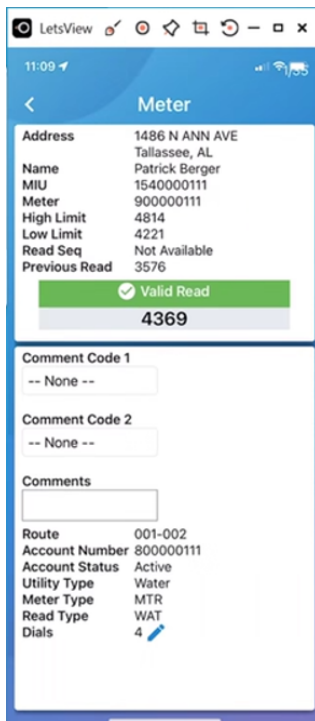 LetsView
11:09
1/35
Meter
Address 1486 N ANN AVE
Tallassee, AL
Name Patrick Berger
MIU 1540000111
Meter 900000111
High Limit 4814
Low Limit 4221
Read Seq Not Available
Previous Read 3576
Valid Read
4369
Comment Code 1
-- None --
Comment Code 2
-- None --
Comments
Route 001-002
Account Number 800000111
Account Status Active
Utility Type Water
Meter Type MTR
Read Type WAT
Dials 4